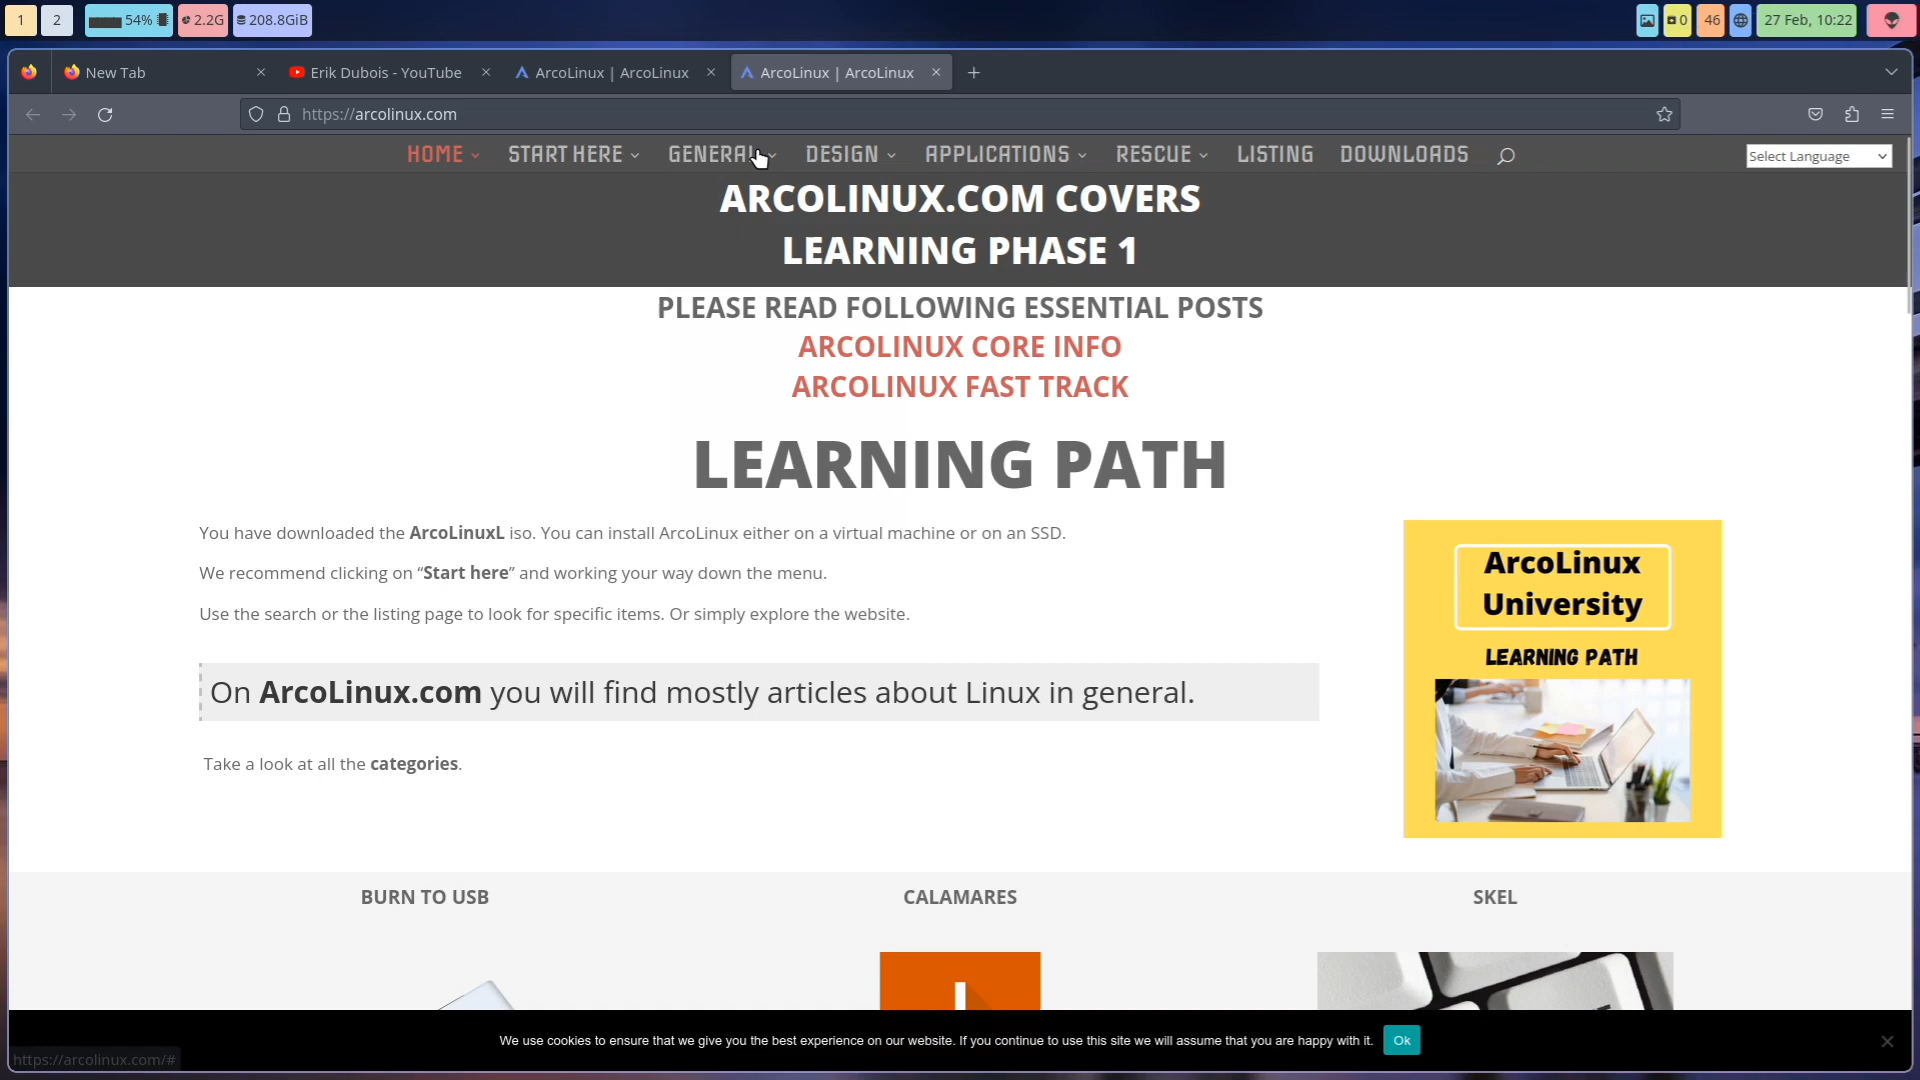 1
2
54%
2.2G
208.8GiB
0
46
27 Feb, 10:22
New Tab
Erik Dubois - YouTube
ArcoLinux | ArcoLinux
ArcoLinux | ArcoLinux
https://arcolinux.com
HOME
START HERE
GENERAL
DESIGN
APPLICATIONS
RESCUE
LISTING
DOWNLOADS
Select Language
ARCOLINUX.COM COVERS
LEARNING PHASE 1
PLEASE READ FOLLOWING ESSENTIAL POSTS
ARCOLINUX CORE INFO
ARCOLINUX FAST TRACK
LEARNING PATH
You have downloaded the ArcoLinuxL iso. You can install ArcoLinux either on a virtual machine or on an SSD.
We recommend clicking on “Start here” and working your way down the menu.
Use the search or the listing page to look for specific items. Or simply explore the website.
On ArcoLinux.com you will find mostly articles about Linux in general.
Take a look at all the categories.
ArcoLinux
University
LEARNING PATH
BURN TO USB
CALAMARES
SKEL
We use cookies to ensure that we give you the best experience on our website. If you continue to use this site we will assume that you are happy with it.
Ok
https://arcolinux.com/#